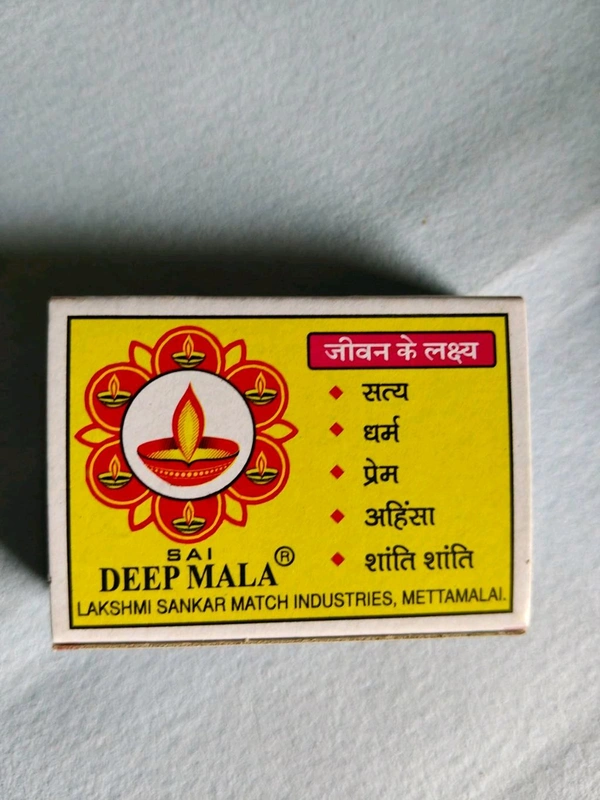 जीवन के लक्ष्य
सत्य
धर्म
प्रेम
अहिंसा
शांति शांति
SAI
DEEP MALA®
LAKSHMI SANKAR MATCH INDUSTRIES, METTAMALAI.